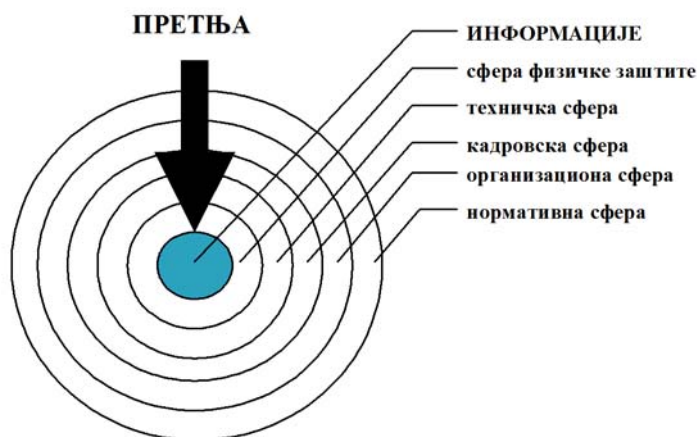 ПРЕТЊА
ИНФОРМАЦИЈЕ
сфера физичке заштите
техничка сфера
кадровска сфера
организациона сфера
нормативна сфера